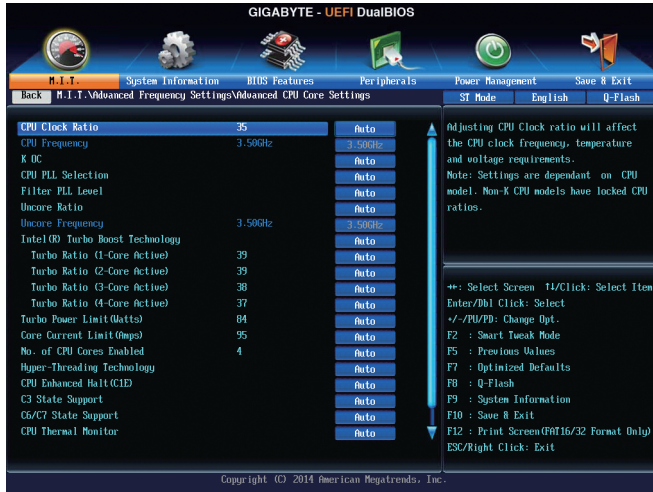 GIGABYTE - UEFI DualBIOS
M.I.T. System Information BIOS Features Peripherals Power Management Save & Exit
Back M.I.T.\Advanced Frequency Settings\Advanced CPU Core Settings ST Mode English Q-Flash
CPU Clock Ratio 35 Auto
CPU Frequency 3.50GHz 3.50GHz
K OC Auto
CPU PLL Selection Auto
Filter PLL Level Auto
Uncore Ratio Auto
Uncore Frequency 3.50GHz 3.50GHz
Intel(R) Turbo Boost Technology Auto
Turbo Ratio (1-Core Active) 39 Auto
Turbo Ratio (2-Core Active) 39 Auto
Turbo Ratio (3-Core Active) 38 Auto
Turbo Ratio (4-Core Active) 37 Auto
Turbo Power Limit(Watts) 84 Auto
Core Current Limit(Amps) 95 Auto
No. of CPU Cores Enabled 4 Auto
Hyper-Threading Technology Auto
CPU Enhanced Halt(C1E) Auto
C3 State Support Auto
C6/C7 State Support Auto
CPU Thermal Monitor Auto
Adjusting CPU Clock ratio will affect
the CPU clock frequency, temperature
and voltage requirements.
Note: Settings are dependant on CPU
model. Non-K CPU models have locked CPU
ratios.
→←: Select Screen ↑↓/Click: Select Item
Enter/Dbl Click: Select
+/-/PU/PD: Change Opt.
F2 : Smart Tweak Mode
F5 : Previous Values
F7 : Optimized Defaults
F8 : Q-Flash
F9 : System Information
F10 : Save & Exit
F12 : Print Screen(FAT16/32 Format Only)
ESC/Right Click: Exit
Copyright (C) 2014 American Megatrends, Inc.